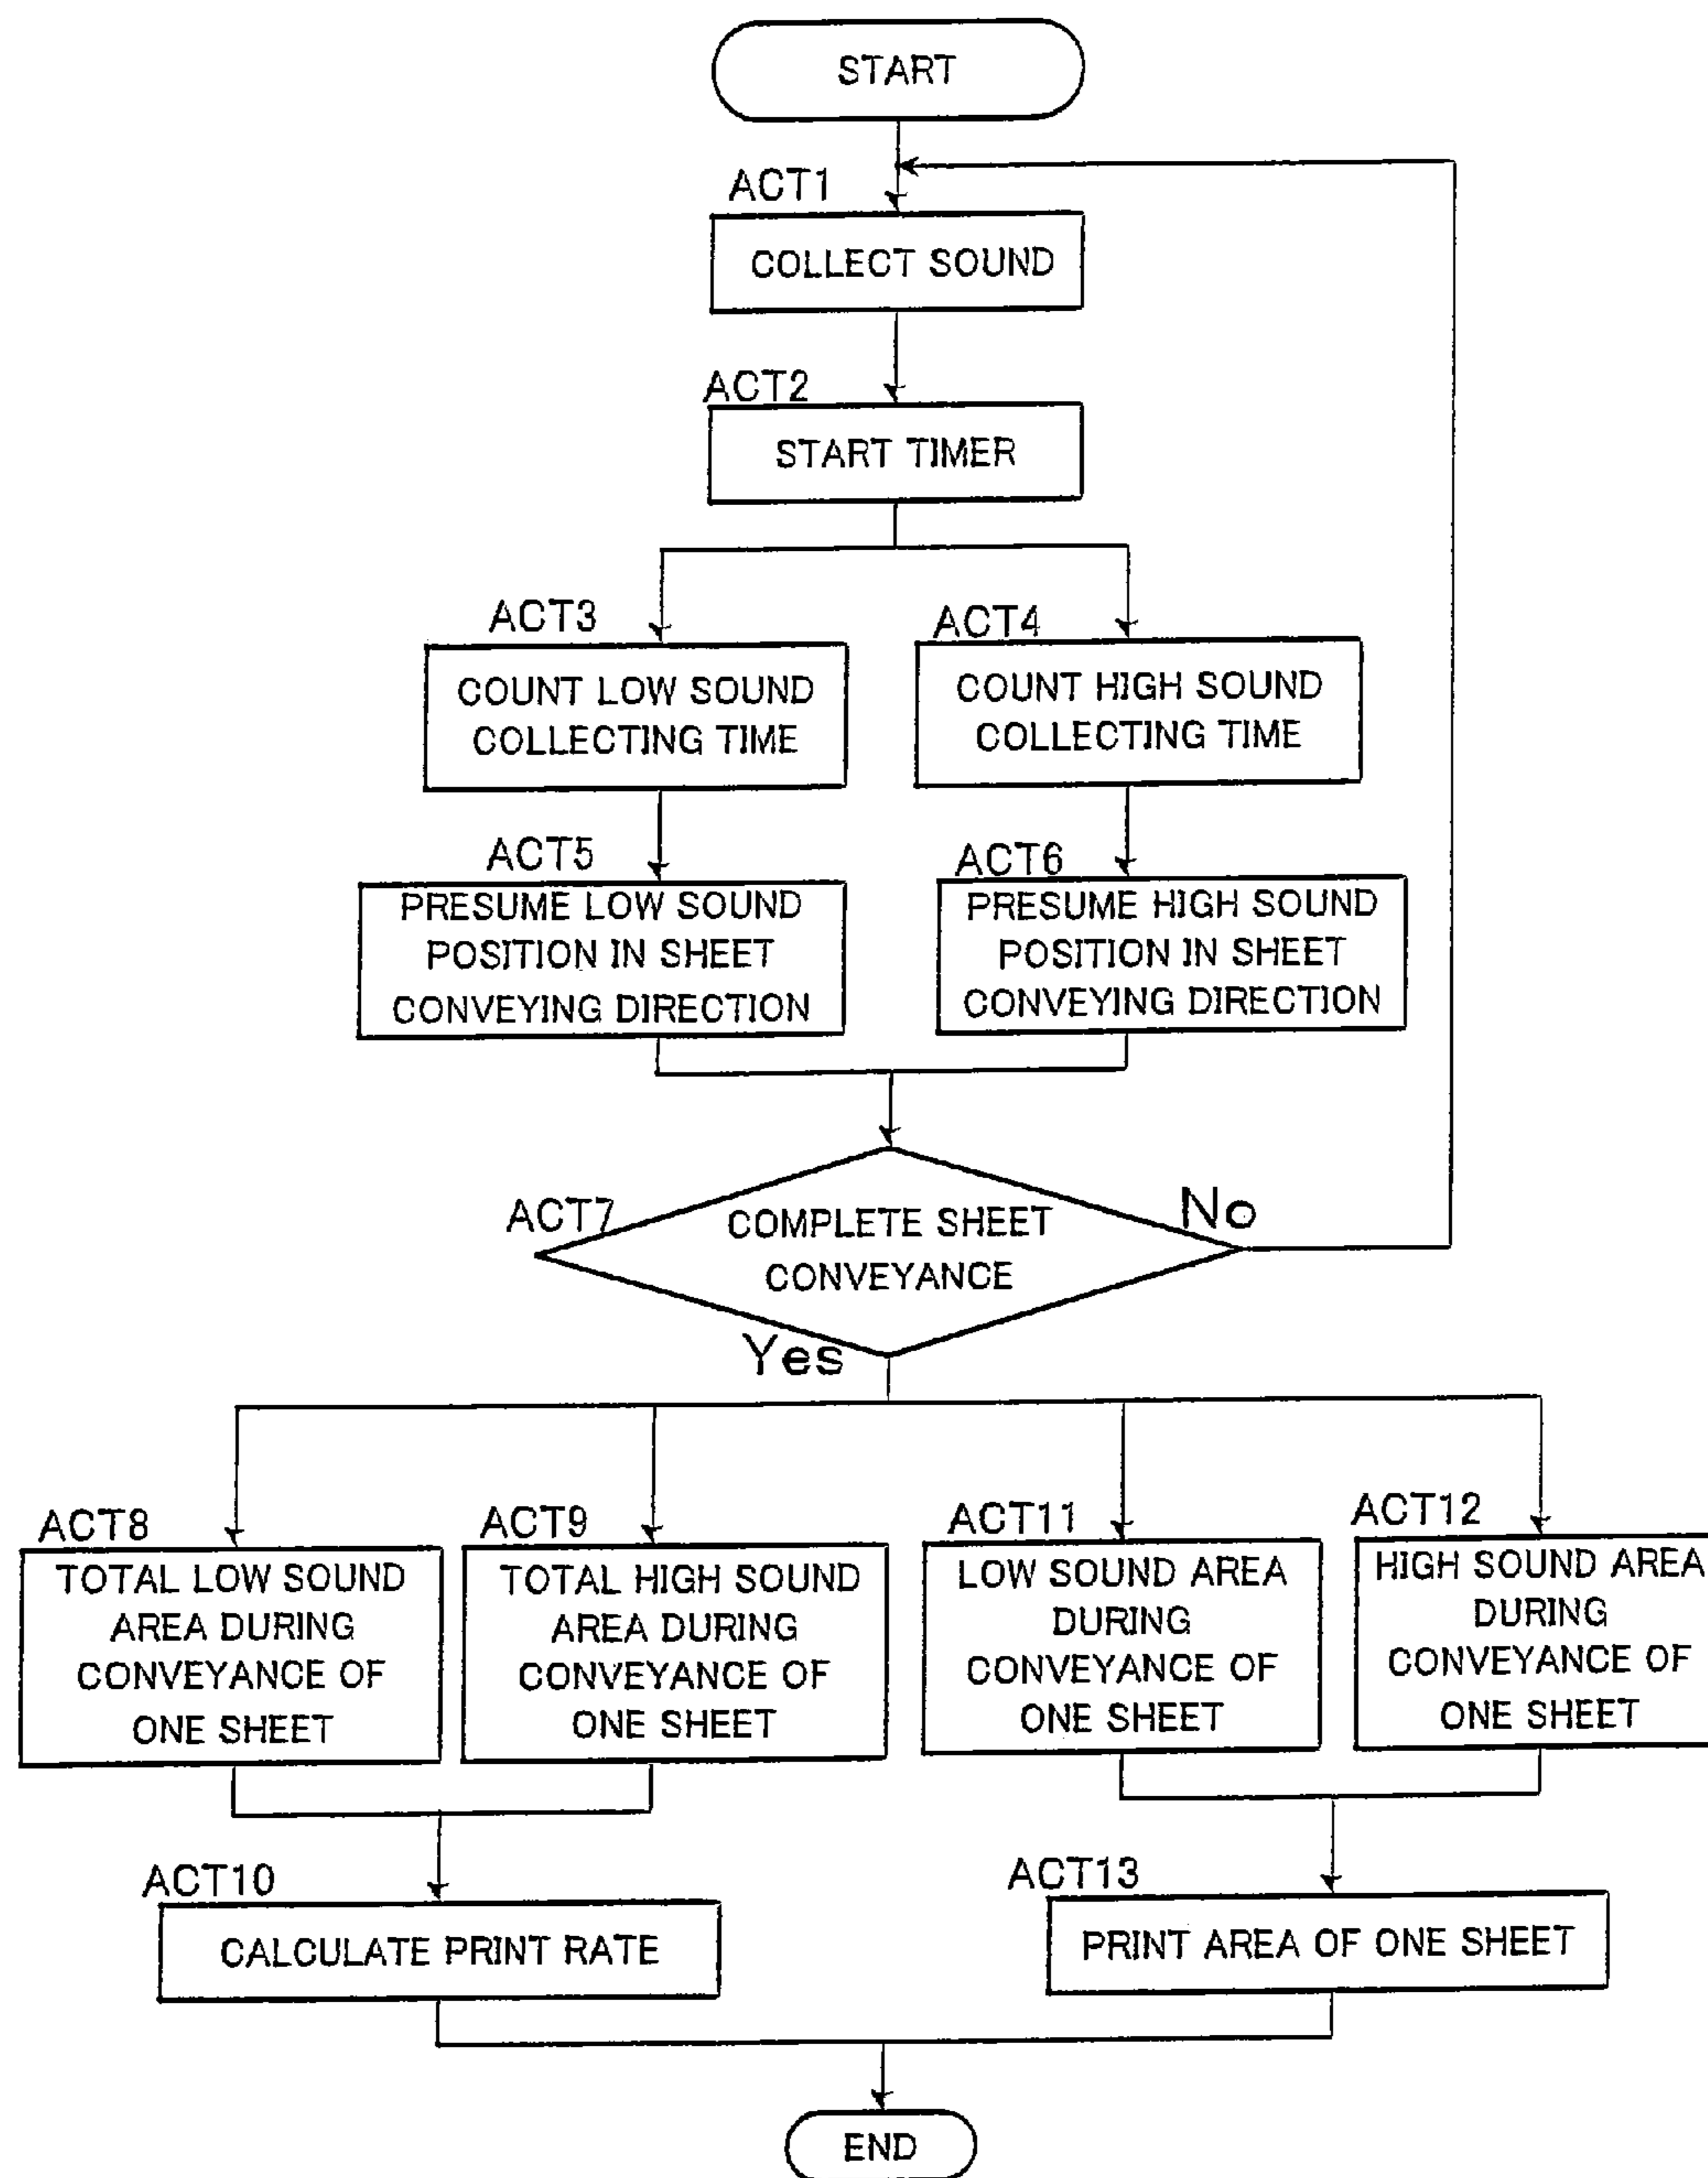 START
ACT1
COLLECT SOUND
ACT2
START TIMER
ACT3
COUNT LOW SOUND
COLLECTING TIME
ACT4
COUNT HIGH SOUND
COLLECTING TIME
ACT5
PRESUME LOW SOUND
POSITION IN SHEET
CONVEYING DIRECTION
ACT6
PRESUME HIGH SOUND
POSITION IN SHEET
CONVEYING DIRECTION
ACT7
COMPLETE SHEET
CONVEYANCE
No
Yes
ACT8
TOTAL LOW SOUND
AREA DURING
CONVEYANCE OF
ONE SHEET
ACT9
TOTAL HIGH SOUND
AREA DURING
CONVEYANCE OF
ONE SHEET
ACT11
LOW SOUND AREA
DURING
CONVEYANCE OF
ONE SHEET
ACT12
HIGH SOUND AREA
DURING
CONVEYANCE OF
ONE SHEET
ACT10
CALCULATE PRINT RATE
ACT13
PRINT AREA OF ONE SHEET
END